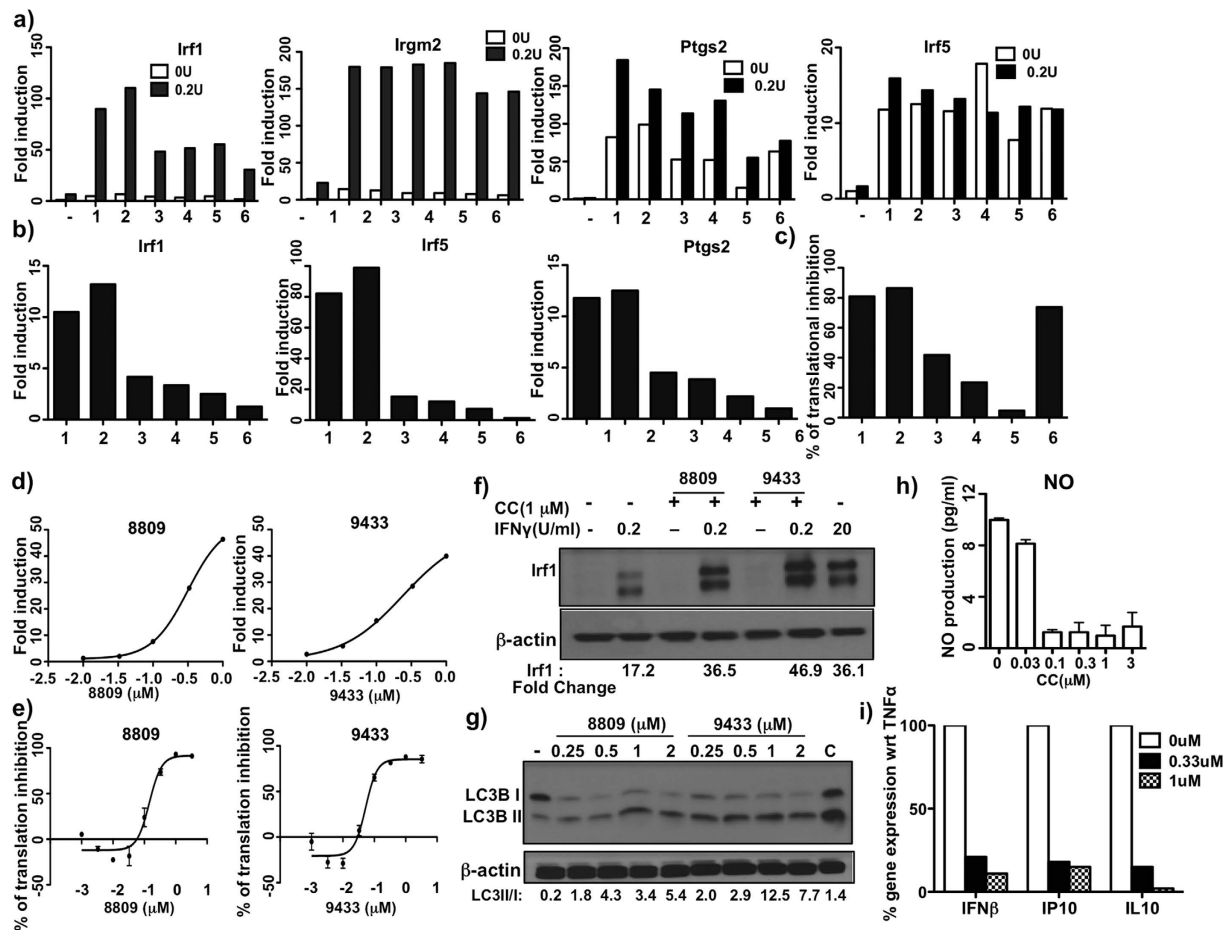 a)
Irf1
Irgm2
Ptgs2
Irf5
0U
0.2U
0U
0.2U
0U
0.2U
0U
0.2U
Fold induction
150
100
50
0
- 1 2 3 4 5 6
Fold induction
200
150
100
50
0
- 1 2 3 4 5 6
Fold induction
200
150
100
50
0
- 1 2 3 4 5 6
Fold induction
20
10
0
- 1 2 3 4 5 6
b)
Irf1
Irf5
Ptgs2
c)
Fold induction
15
10
5
0
1 2 3 4 5 6
Fold induction
100
80
60
40
20
0
1 2 3 4 5 6
Fold induction
15
10
5
0
1 2 3 4 5 6
% of translational inhibition
100
80
60
40
20
0
1 2 3 4 5 6
d)
8809
9433
Fold induction
50
40
30
20
10
0
-2.5 -2.0 -1.5 -1.0 -0.5 0.0
8809 (μM)
Fold induction
50
40
30
20
10
0
-2.5 -2.0 -1.5 -1.0 -0.5 0.0
9433 (μM)
e)
8809
9433
% of translation inhibition
100
50
0
-50
-3 -2 -1 0 1
8809 (μM)
% of translation inhibition
100
50
0
-50
-3 -2 -1 0 1
9433 (μM)
f)
8809 9433
CC(1 μM) - - + + + + -
IFNγ(U/ml) - 0.2 – 0.2 – 0.2 20
Irf1
β-actin
Irf1 : 17.2 36.5 46.9 36.1
Fold Change
g)
8809 (μM) 9433 (μM)
- 0.25 0.5 1 2 0.25 0.5 1 2 C
LC3B I
LC3B II
β-actin
LC3II/I: 0.2 1.8 4.3 3.4 5.4 2.0 2.9 12.5 7.7 1.4
h)
NO
NO production (pg/ml)
12
8
4
0
0 0.03 0.1 0.3 1 3
CC(μM)
i)
% gene expression wrt TNFα
100
50
0
0uM
0.33uM
1uM
IFNβ IP10 IL10